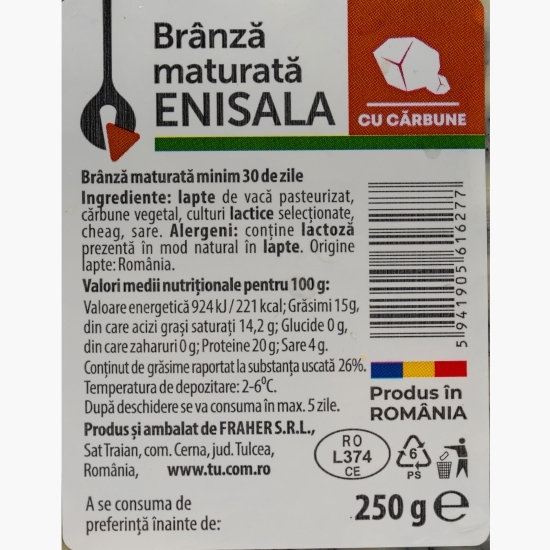 Brânză
maturată
ENISALA
CU CĂRBUNE
Brânză maturată minim 30 de zile
Ingrediente: lapte de vacă pasteurizat,
cărbune vegetal, culturi lactice selecționate,
cheag, sare. Alergeni: conține lactoză
prezentă în mod natural în lapte. Origine
lapte: România.
Valori medii nutriționale pentru 100 g:
Valoare energetică 924 kJ / 221 kcal; Grăsimi 15g,
din care acizi grași saturați 14,2 g; Glucide 0 g,
din care zaharuri 0 g; Proteine 20 g; Sare 4 g.
Conținut de grăsime raportat la substanța uscată 26%.
Temperatura de depozitare: 2-6⁰C.
După deschidere se va consuma în max. 5 zile.
Produs și ambalat de FRAHER S.R.L.,
Sat Traian, com. Cerna, jud. Tulcea,
România, www.tu.com.ro
5 941905 616277
Produs în
ROMÂNIA
RO
L374
CE
6
PS
A se consuma de
preferință înainte de:
250 g e